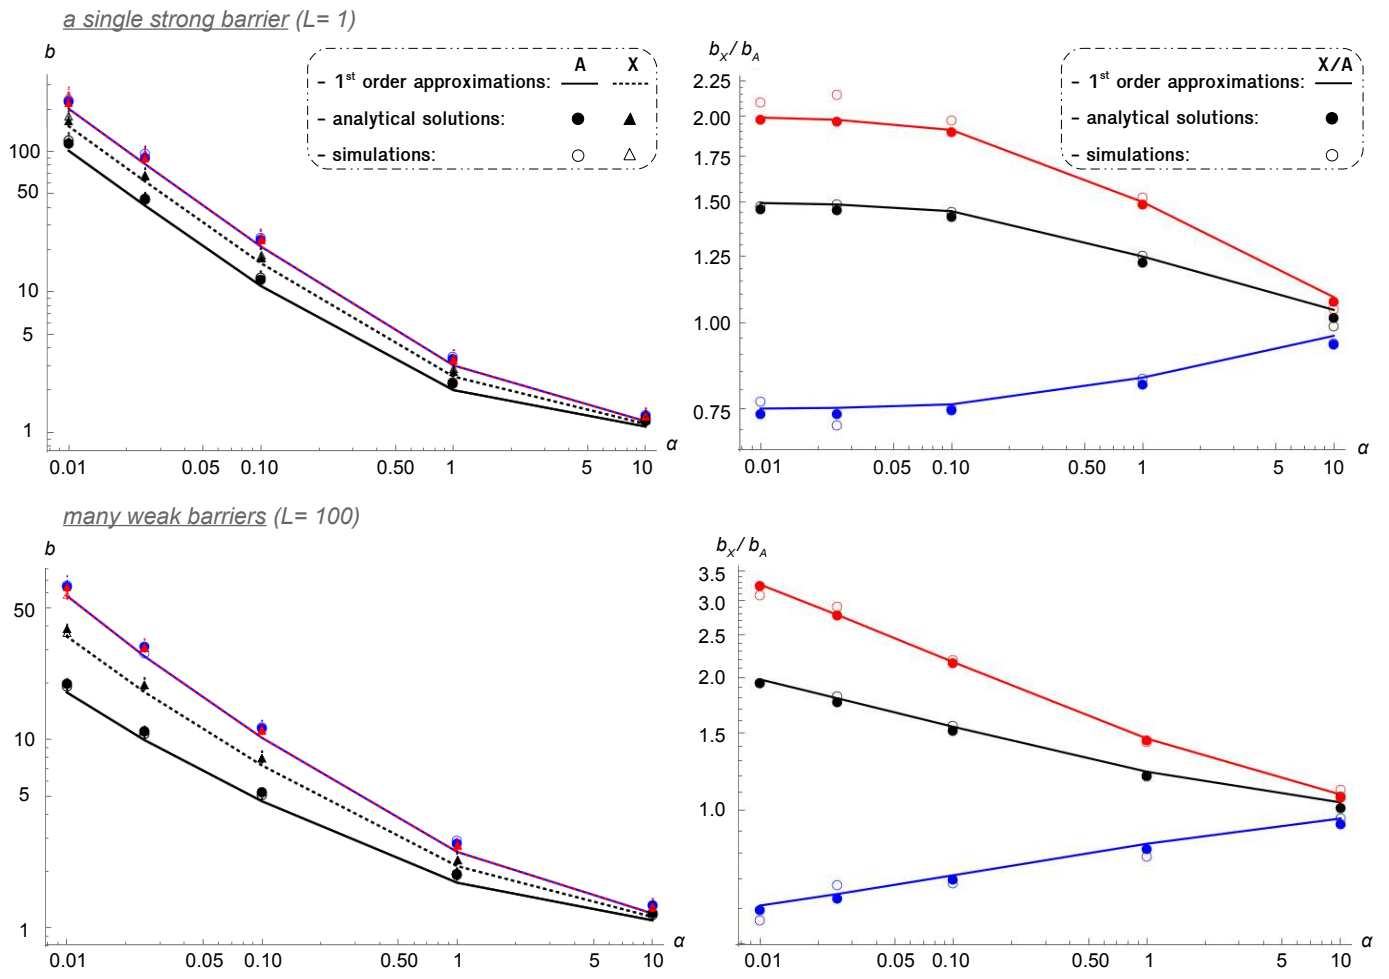 a single strong barrier (L= 1)
b
A X
- 1st order approximations:
- analytical solutions:
- simulations:
100
50
10
5
1
0.01 0.05 0.10 0.50 1 5 10 α
bX/bA
X/A
- 1st order approximations:
- analytical solutions:
- simulations:
2.25
2.00
1.75
1.50
1.25
1.00
0.75
0.01 0.05 0.10 0.50 1 5 10 α
many weak barriers (L= 100)
b
50
10
5
1
0.01 0.05 0.10 0.50 1 5 10 α
bX/bA
3.5
3.0
2.5
2.0
1.5
1.0
0.01 0.05 0.10 0.50 1 5 10 α